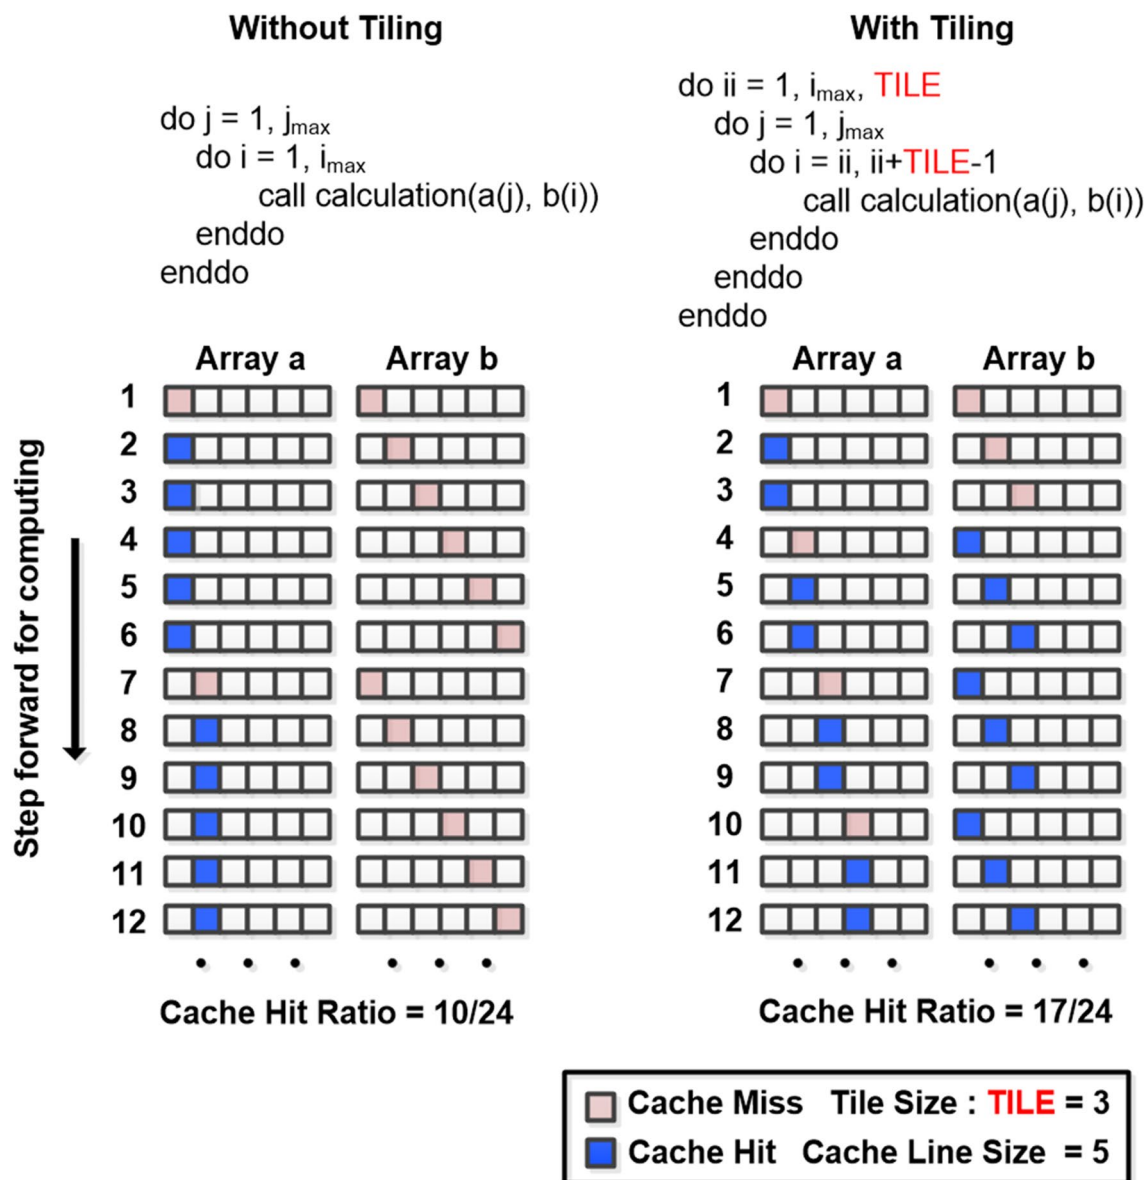 Without Tiling
do j = 1, jmax
do i = 1, imax
call calculation(a(j), b(i))
enddo
enddo
With Tiling
do ii = 1, imax, TILE
do j = 1, jmax
do i = ii, ii+TILE-1
call calculation(a(j), b(i))
enddo
enddo
enddo
Step forward for computing
Array a Array b
1
2
3
4
5
6
7
8
9
10
11
12
• • • • • •
Cache Hit Ratio = 10/24
Array a Array b
1
2
3
4
5
6
7
8
9
10
11
12
• • • • • •
Cache Hit Ratio = 17/24
Cache Miss Tile Size : TILE = 3
Cache Hit Cache Line Size = 5